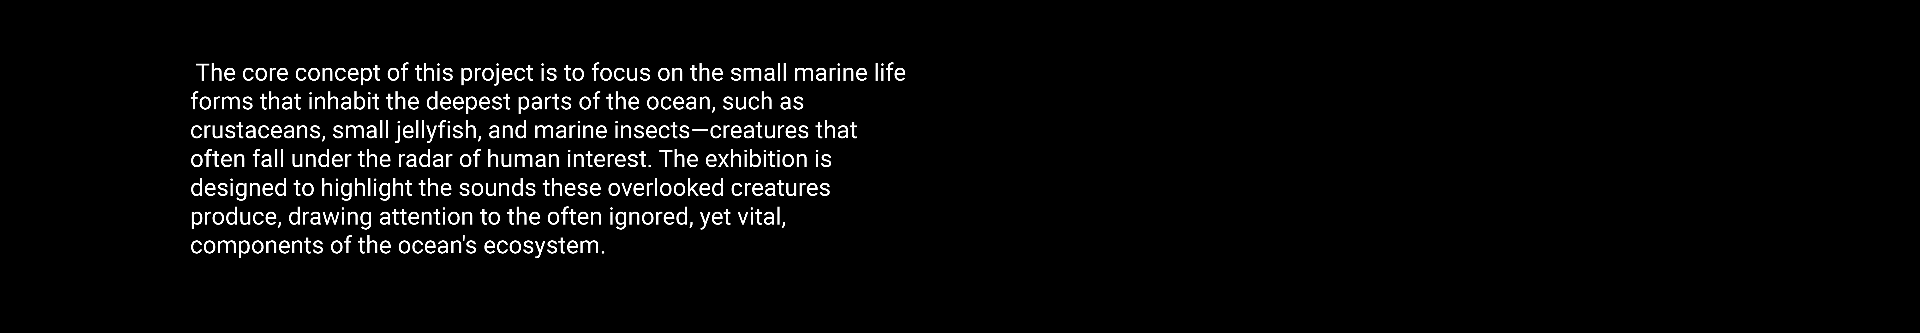 The core concept of this project is to focus on the small marine life
forms that inhabit the deepest parts of the ocean, such as
crustaceans, small jellyfish, and marine insects—creatures that
often fall under the radar of human interest. The exhibition is
designed to highlight the sounds these overlooked creatures
produce, drawing attention to the often ignored, yet vital,
components of the ocean's ecosystem.